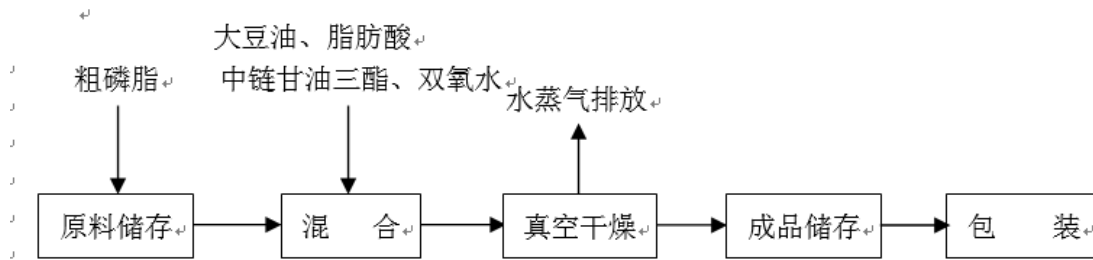 大豆油、脂肪酸
粗磷脂
中链甘油三酯、双氧水
水蒸气排放
原料储存
混 合
真空干燥
成品储存
包 装